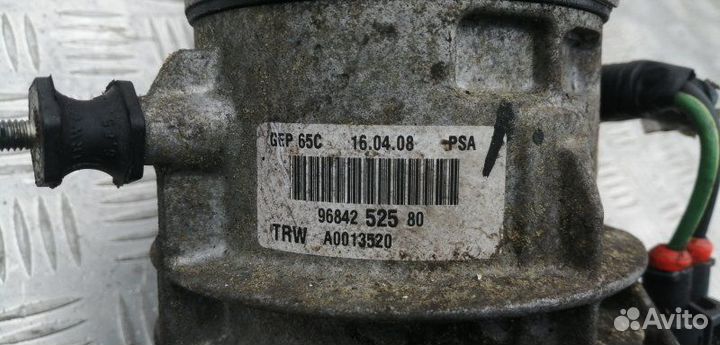 GEP 65C 16.04.08 PSA
96842 525 80
TRW A0013520
Avito